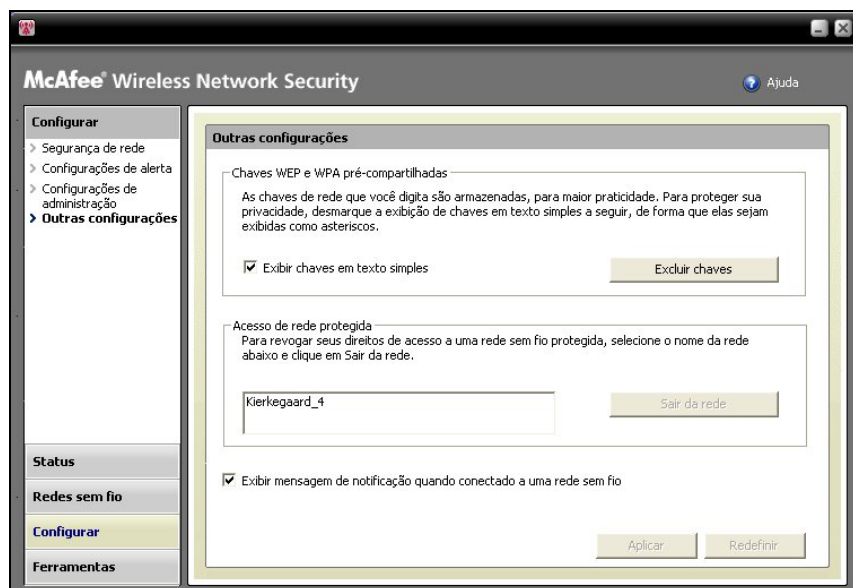 McAfee® Wireless Network Security
Ajuda
Configurar
Segurança de rede
Configurações de alerta
Configurações de
administração
Outras configurações
Status
Redes sem fio
Configurar
Ferramentas
Outras configurações
Chaves WEP e WPA pré-compartilhadas
As chaves de rede que você digita são armazenadas, para maior praticidade. Para proteger sua
privacidade, desmarque a exibição de chaves em texto simples a seguir, de forma que elas sejam
exibidas como asteriscos.
Exibir chaves em texto simples
Excluir chaves
Acesso de rede protegida
Para revogar seus direitos de acesso a uma rede sem fio protegida, selecione o nome da rede
abaixo e clique em Sair da rede.
Kierkegaard_4
Sair da rede
Exibir mensagem de notificação quando conectado a uma rede sem fio
Aplicar
Redefinir